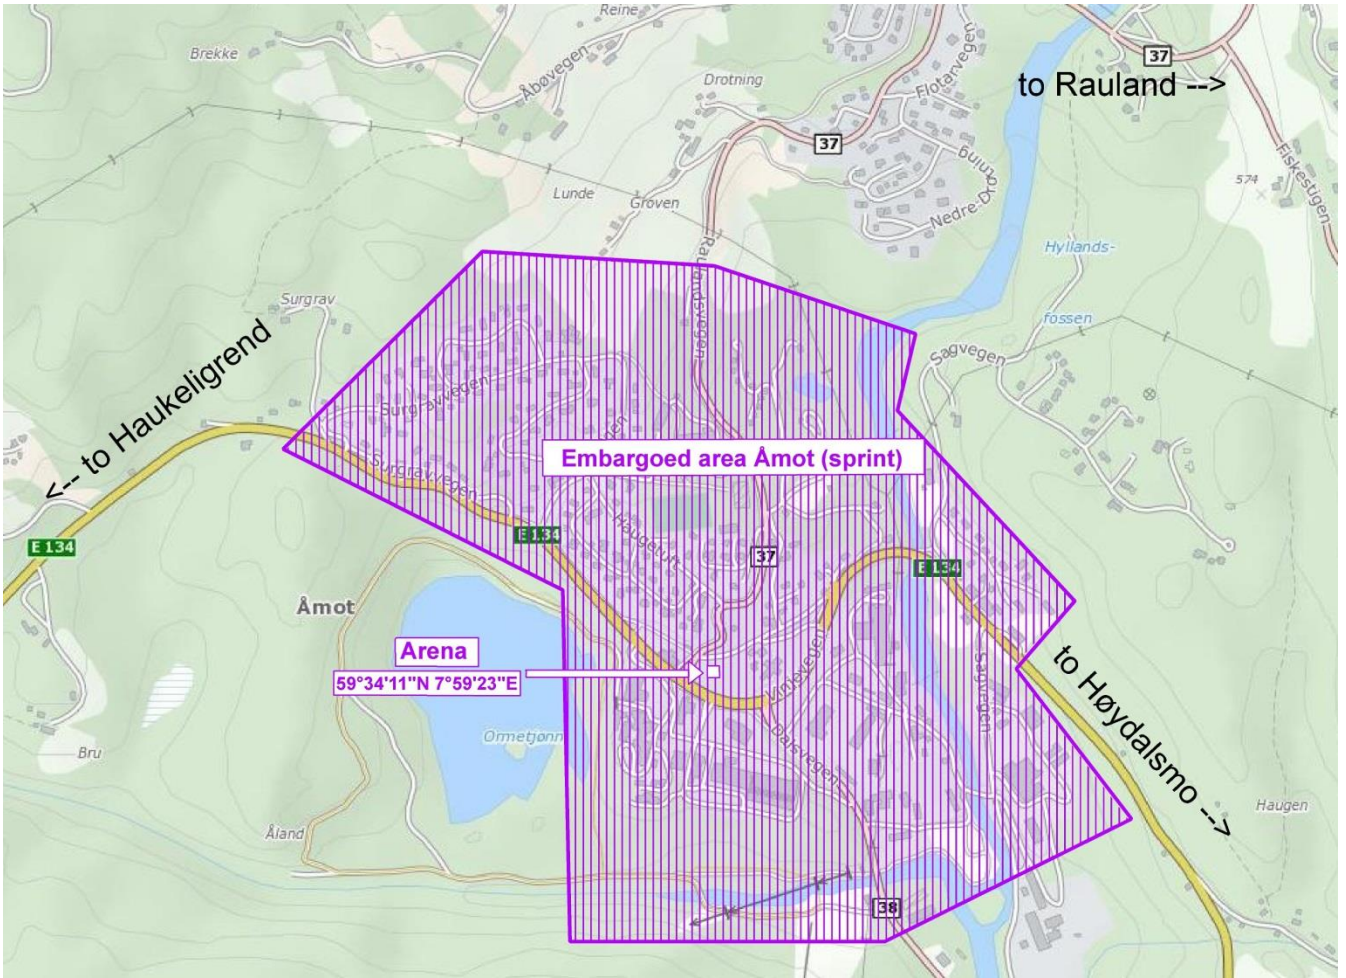 Reine
Brekke
Åbøvegen
Drotning
Flotarvegen
37
to Rauland -->
37
Fiskestigen
574
Nedre-Drotning
Lunde
Groven
Hyllands-
fossen
Raulandsvegen
Surgrav
<-- to Haukeligrend
Sagvegen
Surgravvegen
Embargoed area Åmot (sprint)
Surgravvegen
E 134
E 134
Haugetuft
37
E 134
Åmot
Arena
59°34'11"N 7°59'23"E
Vinjevegen
Sagvegen
to Høydalsmo -->
Ormetjønn
Dalsvegen
Bru
Åland
Haugen
38